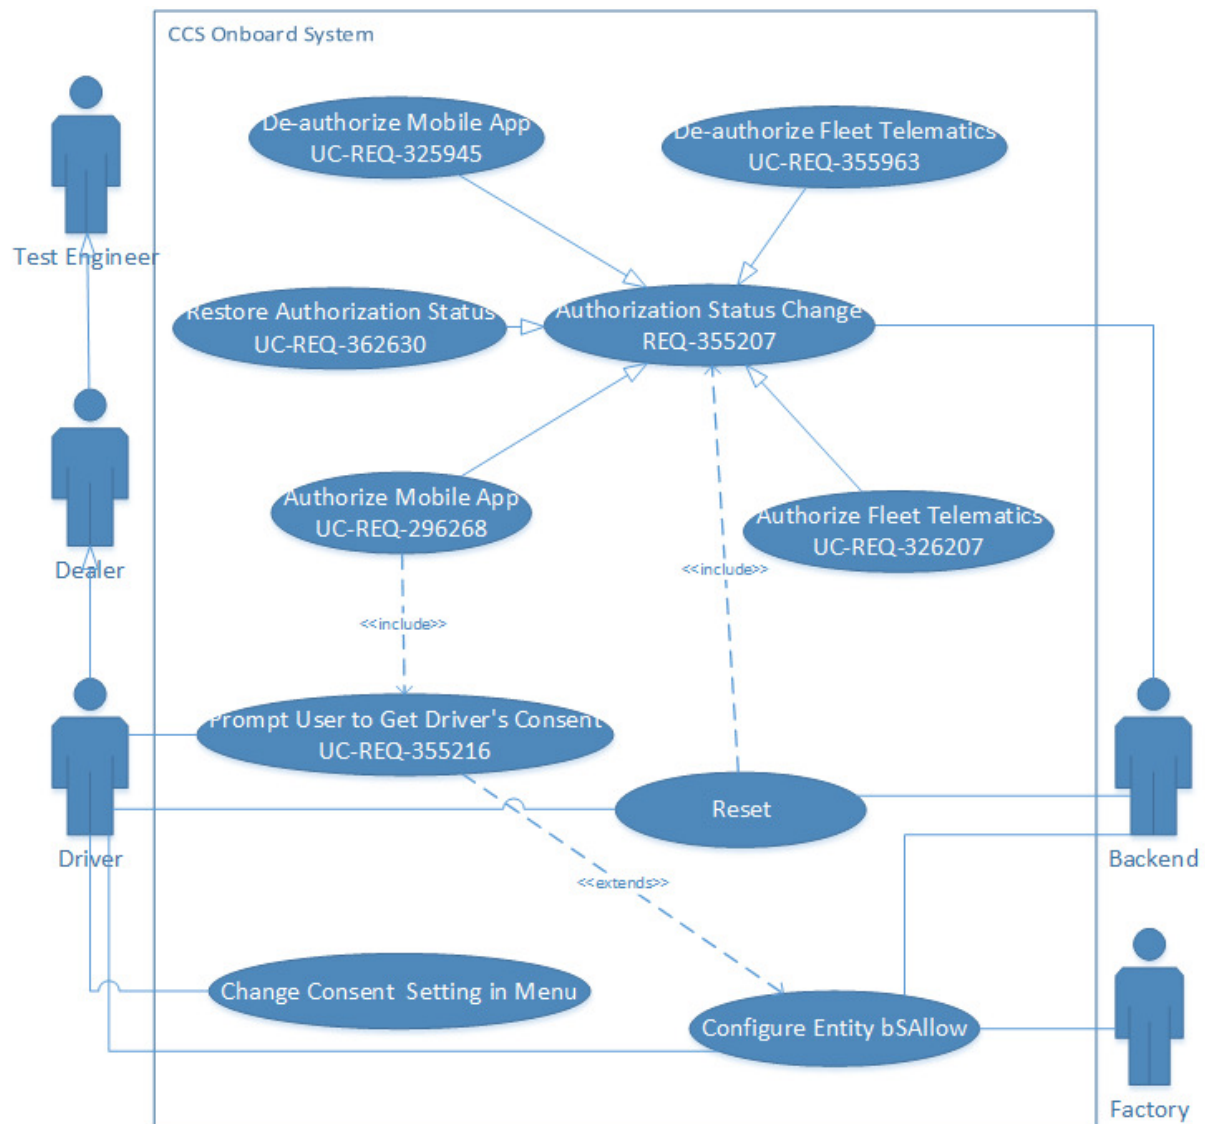 CCS Onboard System
De-authorize Mobile App
UC-REQ-325945
De-authorize Fleet Telematics
UC-REQ-355963
Test Engineer
Restore Authorization Status
UC-REQ-362630
Authorization Status Change
REQ-355207
Authorize Mobile App
UC-REQ-296268
Authorize Fleet Telematics
UC-REQ-326207
Dealer
<<include>>
<<include>>
Prompt User to Get Driver's Consent
UC-REQ-355216
Reset
Driver
Backend
<<extends>>
Change Consent  Setting in Menu
Configure Entity bSAllow
Factory